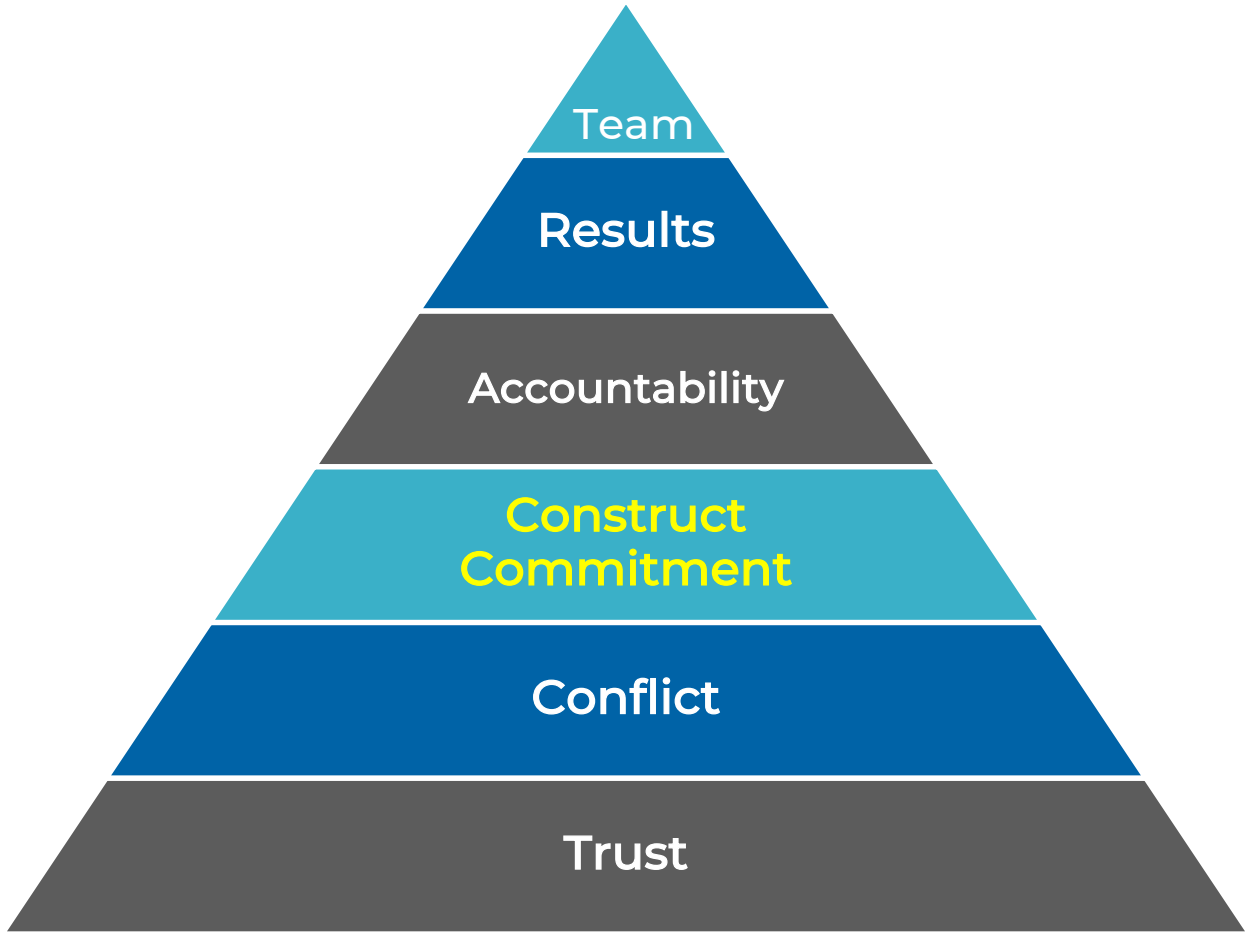 Team
Results
Accountability
Construct
Commitment
Conflict
Trust